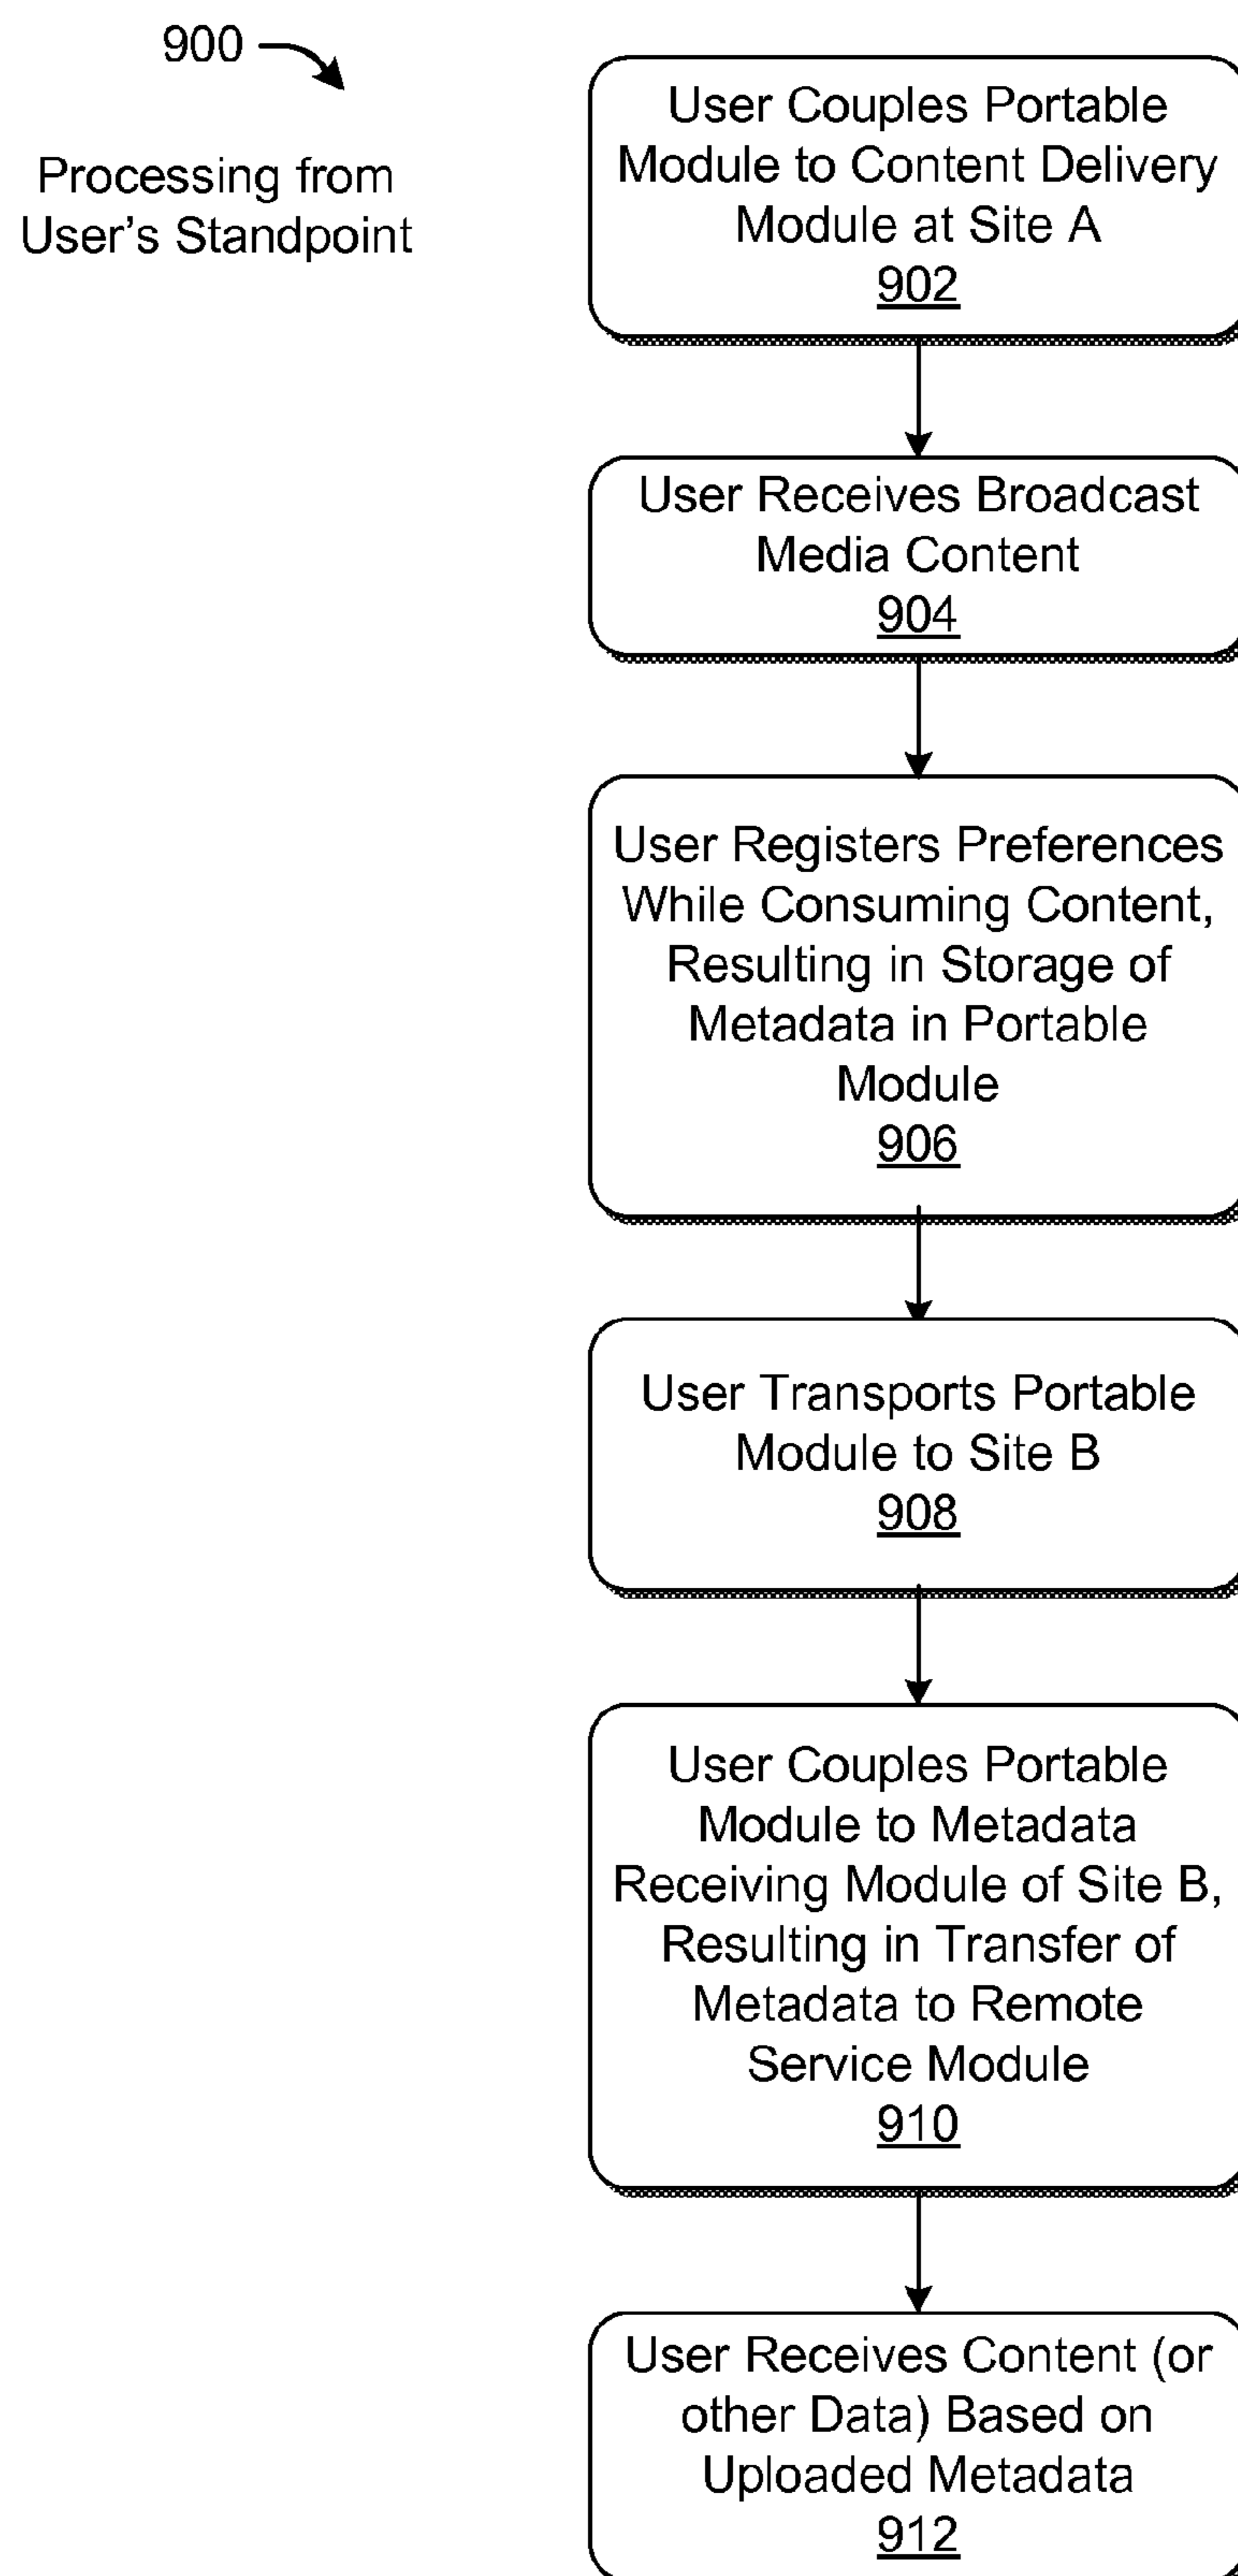 900
Processing from
User's Standpoint
User Couples Portable
Module to Content Delivery
Module at Site A
902
User Receives Broadcast
Media Content
904
User Registers Preferences
While Consuming Content,
Resulting in Storage of
Metadata in Portable
Module
906
User Transports Portable
Module to Site B
908
User Couples Portable
Module to Metadata
Receiving Module of Site B,
Resulting in Transfer of
Metadata to Remote
Service Module
910
User Receives Content (or
other Data) Based on
Uploaded Metadata
912